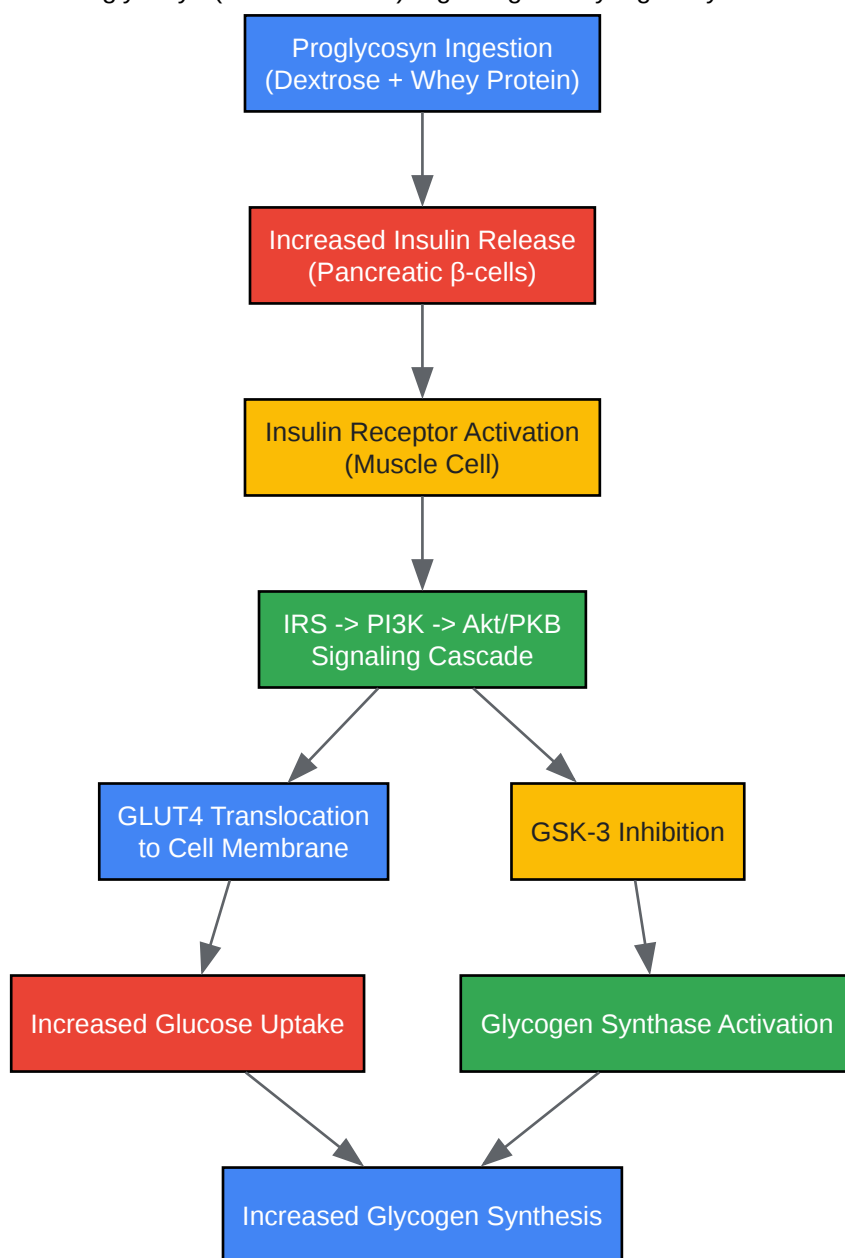 Proglycosyn Ingestion
(Dextrose + Whey Protein)
Increased Insulin Release
(Pancreatic β-cells)
Insulin Receptor Activation
(Muscle Cell)
IRS -> PI3K -> Akt/PKB
Signaling Cascade
GLUT4 Translocation
to Cell Membrane
GSK-3 Inhibition
Increased Glucose Uptake
Glycogen Synthase Activation
Increased Glycogen Synthesis